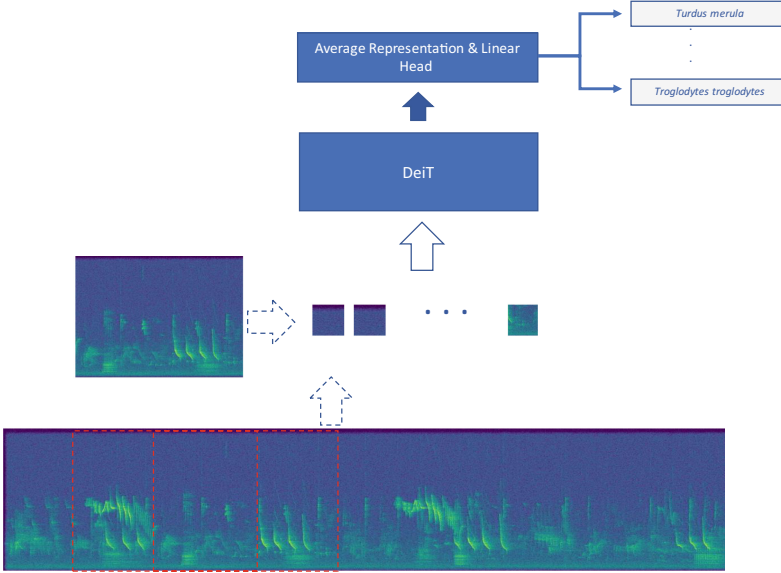 Turdus merula
Average Representation & Linear
Head
Troglodytes troglodytes
DeiT